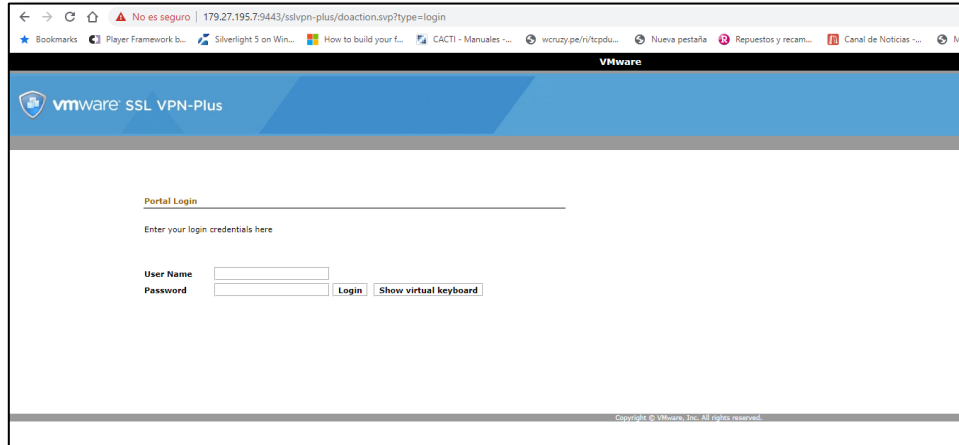 No es seguro | 179.27.195.7:9443/sslvpn-plus/doaction.svp?type=login
Bookmarks Player Framework b... Silverlight 5 on Win... How to build your f... CACTI - Manuales -... wcruzy.pe/ri/tcpdu... Nueva pestaña Repuestos y recam... Canal de Noticias -... M
VMware
vmware SSL VPN-Plus
Portal Login
Enter your login credentials here
User Name
Password Login Show virtual keyboard
Copyright © VMware, Inc. All rights reserved.